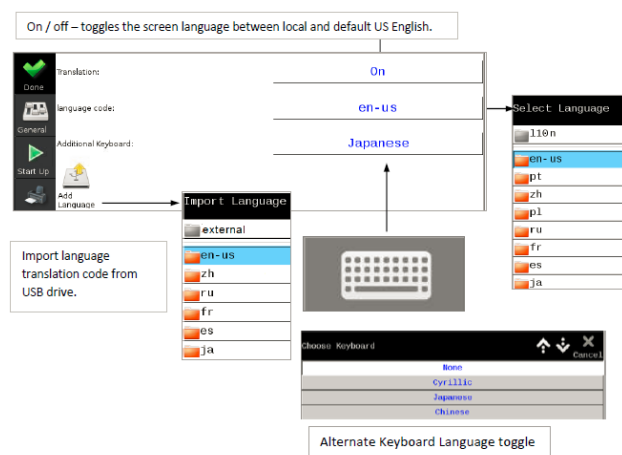 On / off – toggles the screen language between local and default US English.
Done
General
Start Up
Translation:
On
language code:
en-us
Additional Keyboard:
Japanese
Add
Language
Select Language
l10n
en-us
pt
zh
pl
ru
fr
es
ja
Import Language
external
en-us
zh
ru
fr
es
ja
Import language
translation code from
USB drive.
Choose Keyboard
Cancel
None
Cyrillic
Japanese
Chinese
Alternate Keyboard Language toggle